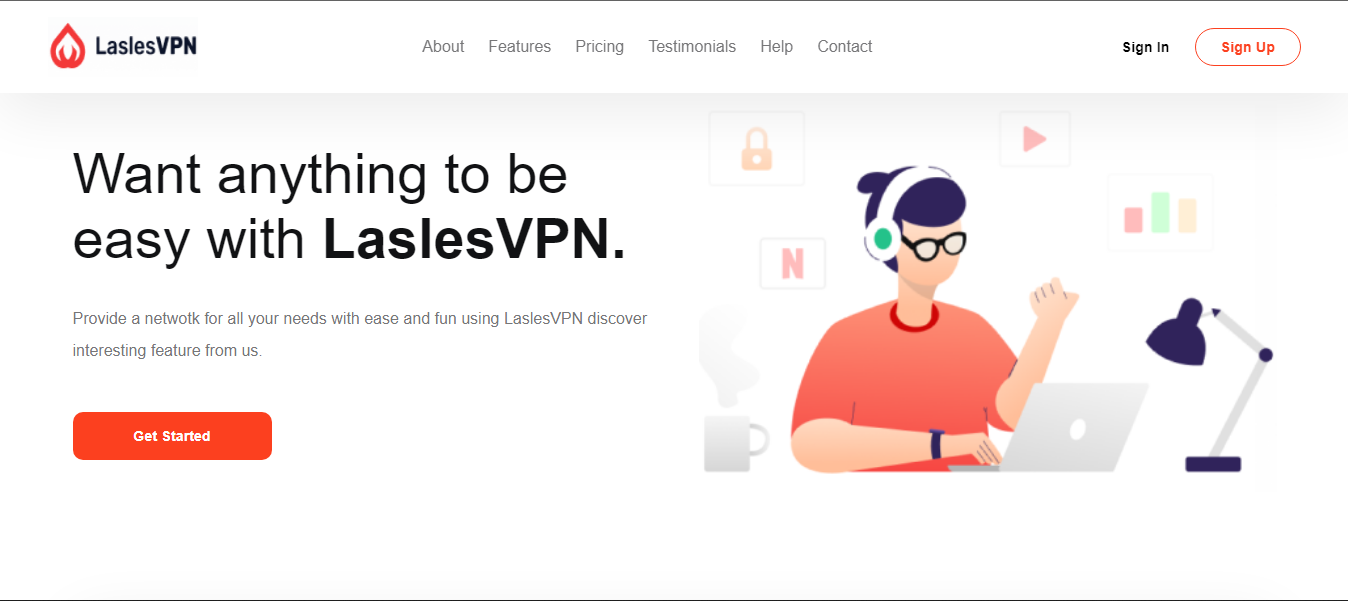 LaslesVPN
About Features Pricing Testimonials Help Contact
Sign In
Sign Up
Want anything to be
easy with LaslesVPN.
Provide a netwotk for all your needs with ease and fun using LaslesVPN discover
interesting feature from us.
Get Started
N